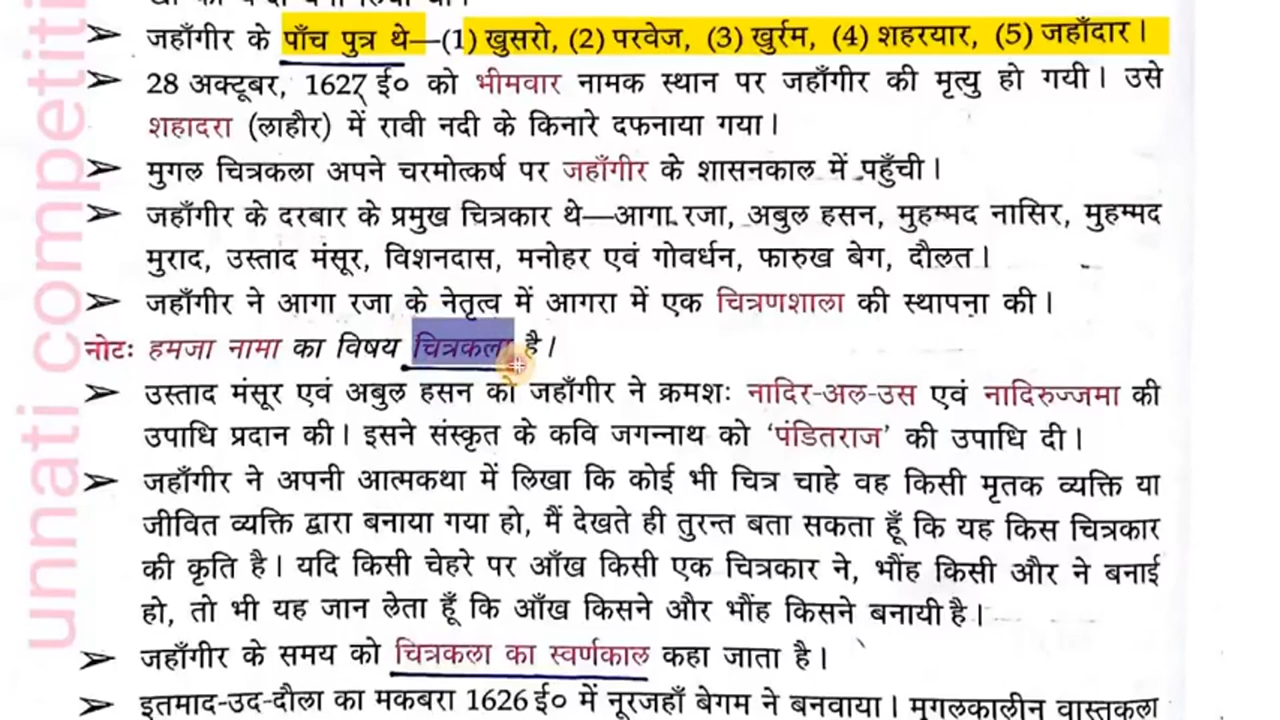 ➢ जहाँगीर के पाँच पुत्र थे—(1) खुसरो, (2) परवेज, (3) खुर्रम, (4) शहरयार, (5) जहाँदार।
➢ 28 अक्टूबर, 1627 ई० को भीमवार नामक स्थान पर जहाँगीर की मृत्यु हो गयी। उसे
शहादरा (लाहौर) में रावी नदी के किनारे दफनाया गया।
➢ मुगल चित्रकला अपने चरमोत्कर्ष पर जहाँगीर के शासनकाल में पहुँची।
➢ जहाँगीर के दरबार के प्रमुख चित्रकार थे—आगा रजा, अबुल हसन, मुहम्मद नासिर, मुहम्मद
मुराद, उस्ताद मंसूर, विशनदास, मनोहर एवं गोवर्धन, फारुख बेग, दौलत।
➢ जहाँगीर ने आगा रजा के नेतृत्व में आगरा में एक चित्रणशाला की स्थापना की।
नोटः हमजा नामा का विषय चित्रकला है।
➢ उस्ताद मंसूर एवं अबुल हसन को जहाँगीर ने क्रमशः नादिर-अल-उस एवं नादिरुज्जमा की
उपाधि प्रदान की। इसने संस्कृत के कवि जगन्नाथ को ‘पंडितराज’ की उपाधि दी।
➢ जहाँगीर ने अपनी आत्मकथा में लिखा कि कोई भी चित्र चाहे वह किसी मृतक व्यक्ति या
जीवित व्यक्ति द्वारा बनाया गया हो, मैं देखते ही तुरन्त बता सकता हूँ कि यह किस चित्रकार
की कृति है। यदि किसी चेहरे पर आँख किसी एक चित्रकार ने, भौंह किसी और ने बनाई
हो, तो भी यह जान लेता हूँ कि आँख किसने और भौंह किसने बनायी है।
➢ जहाँगीर के समय को चित्रकला का स्वर्णकाल कहा जाता है।
➢ इतमाद-उद-दौला का मकबरा 1626 ई० में नूरजहाँ बेगम ने बनवाया। मुगलकालीन वास्तुकला
unnati competiti